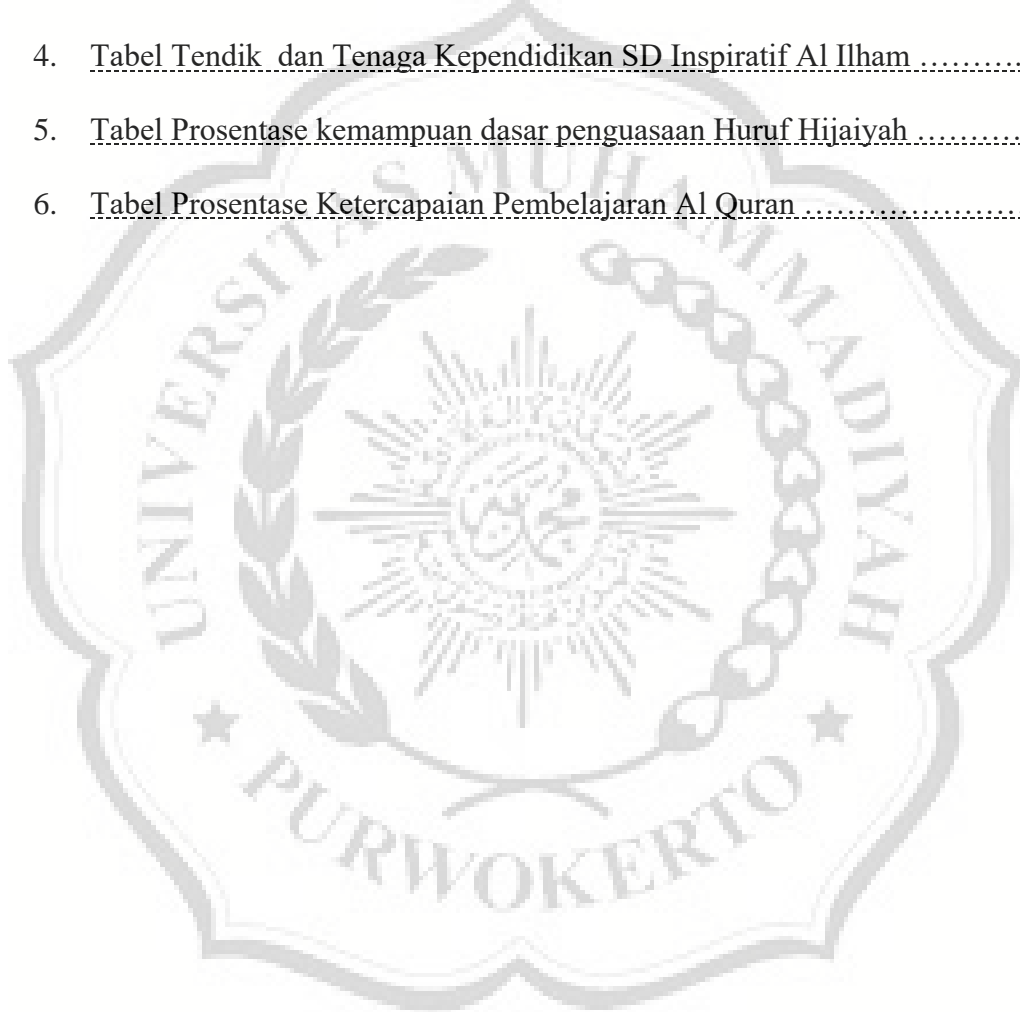 4. Tabel Tendik dan Tenaga Kependidikan SD Inspiratif Al Ilham ……….
5. Tabel Prosentase kemampuan dasar penguasaan Huruf Hijaiyah ……….
6. Tabel Prosentase Ketercapaian Pembelajaran Al Quran …………………
UNIVERSITAS MUHAMMADIYAH
PURWOKERTO